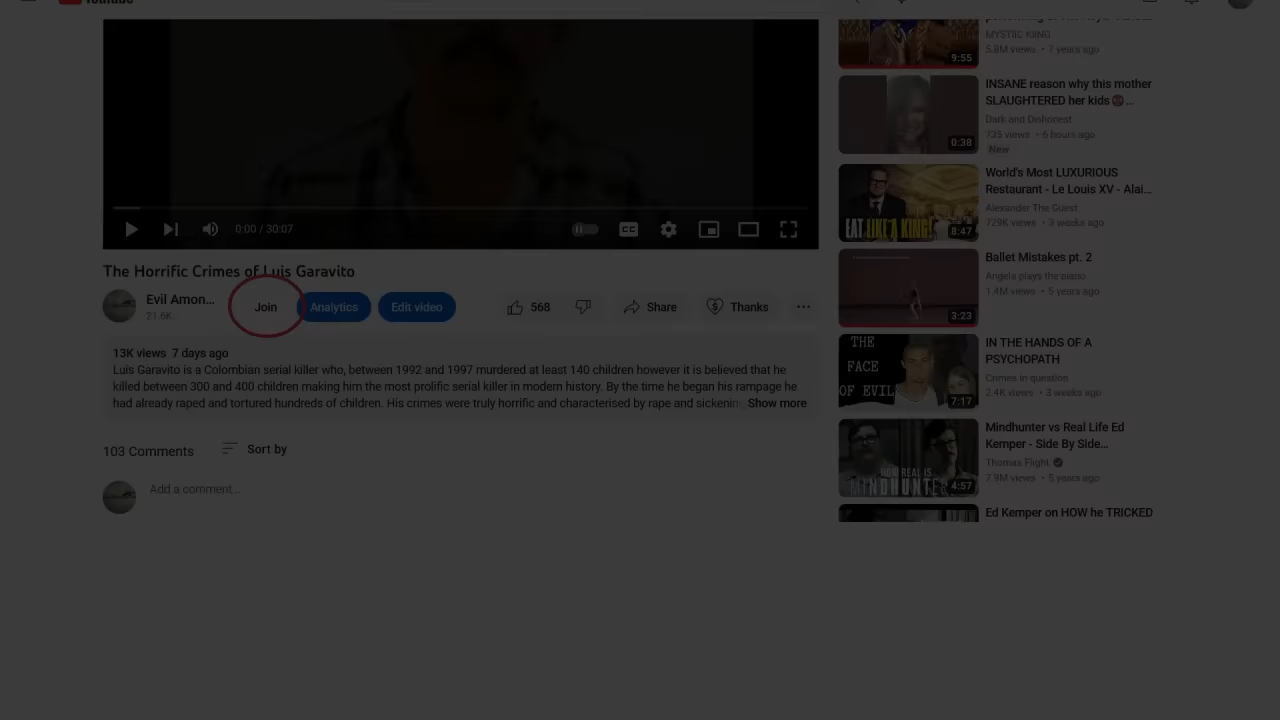 YouTube
0:00 / 30:07
CC
The Horrific Crimes of Luis Garavito
Evil Amon...
21.6K
Join
Analytics
Edit video
568
Share
Thanks
13K views 7 days ago
Luis Garavito is a Colombian serial killer who, between 1992 and 1997 murdered at least 140 children however it is believed that he
killed between 300 and 400 children making him the most prolific serial killer in modern history. By the time he began his rampage he
had already raped and tortured hundreds of children. His crimes were truly horrific and characterised by rape and sickening
Show more
103 Comments
Sort by
Add a comment...
9:55
MYSTIC KING
5.8M views • 7 years ago
0:38
INSANE reason why this mother
SLAUGHTERED her kids
Dark and Dishonest
735 views • 6 hours ago
New
EAT LIKE A KING!
8:47
World's Most LUXURIOUS
Restaurant - Le Louis XV - Alai...
Alexander The Guest
729K views • 3 weeks ago
3:23
Ballet Mistakes pt. 2
Angela plays the piano
1.4M views • 5 years ago
THE
FACE
OF EVIL
7:17
IN THE HANDS OF A
PSYCHOPATH
Crimes in question
2.4K views • 3 weeks ago
HOW REAL IS
MINDHUNTER
4:57
Mindhunter vs Real Life Ed
Kemper - Side By Side...
Thomas Flight
7.9M views • 5 years ago
Ed Kemper on HOW he TRICKED